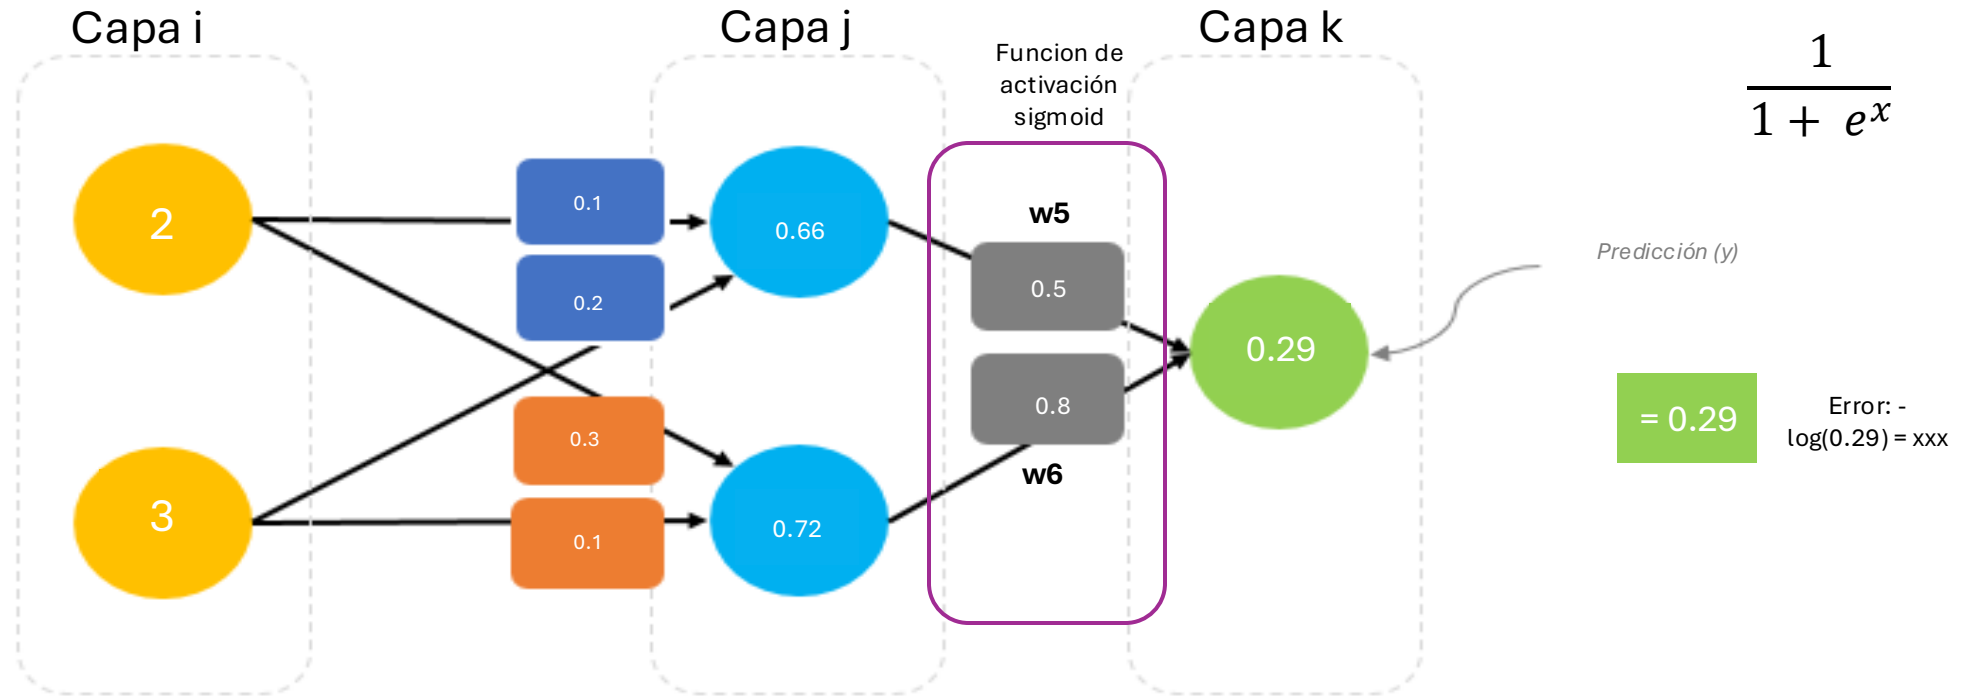 Capa i
Capa j
Capa k
Funcion de
activación
sigmoid
1
1 + e^x
2
3
0.1
0.2
0.3
0.1
0.66
0.72
w5
0.5
0.8
w6
0.29
Predicción (y)
= 0.29
Error: -
log(0.29) = xxx